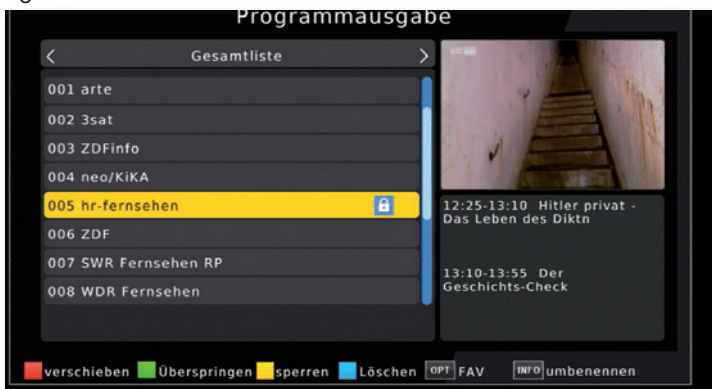 Programmausgabe
Gesamtliste
001 arte
002 3sat
003 ZDFinfo
004 neo/KiKA
005 hr-fernsehen
006 ZDF
007 SWR Fernsehen RP
008 WDR Fernsehen
12:25-13:10 Hitler privat -
Das Leben des Diktn
13:10-13:55 Der
Geschichts-Check
verschieben Überspringen sperren Löschen OPT FAV INFO umbenennen